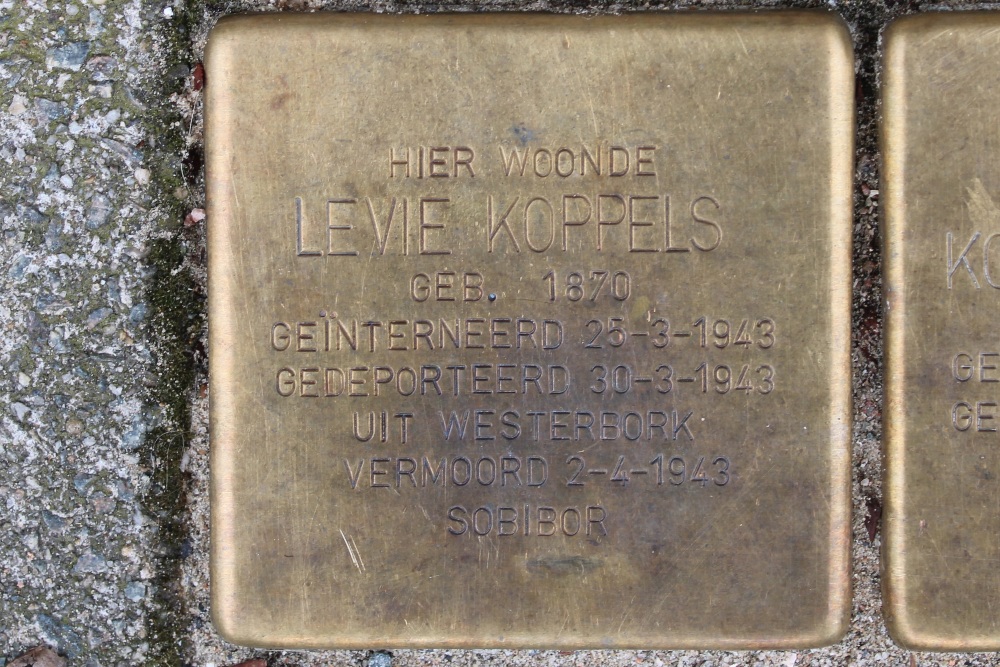 HIER WOONDE
LEVIE KOPPELS
GEB. 1870
GEÏNTERNEERD 25-3-1943
GEDEPORTEERD 30-3-1943
UIT WESTERBORK
VERMOORD 2-4-1943
SOBIBOR